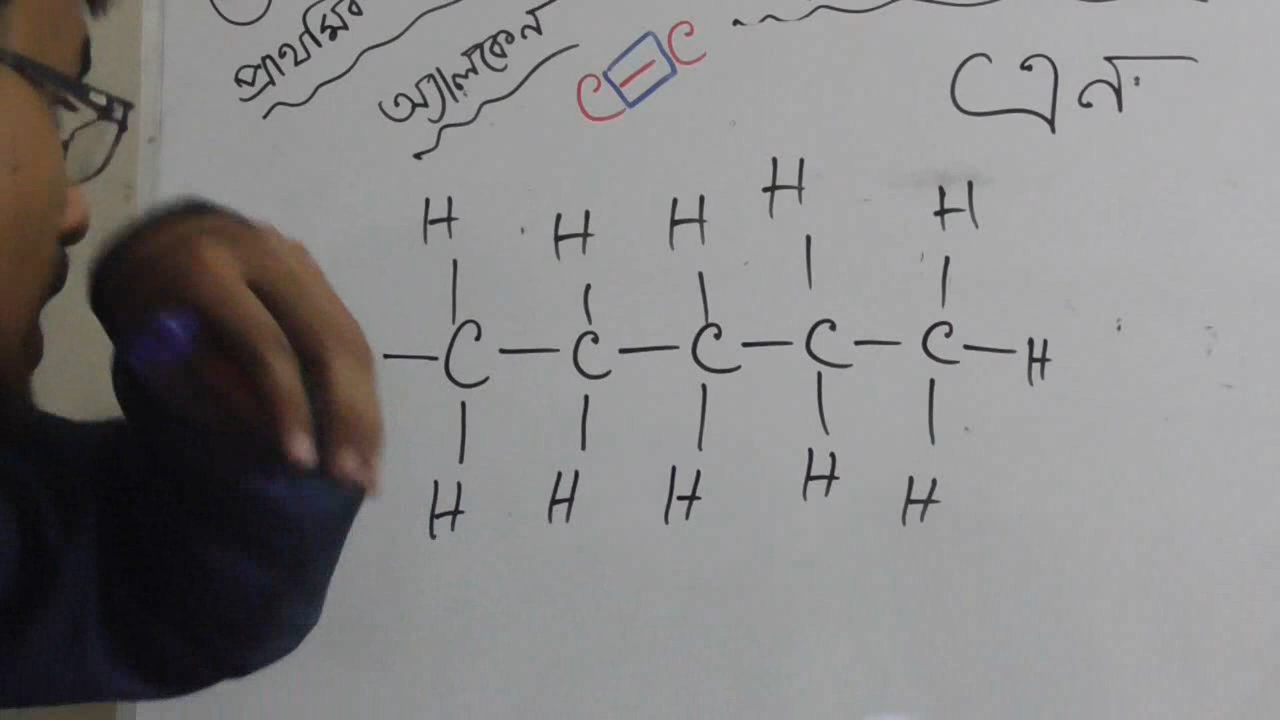 প্রাথমিক
অ্যালকেন
C – C
এন
H H H H H
– C – C – C – C – C – H
H H H H H